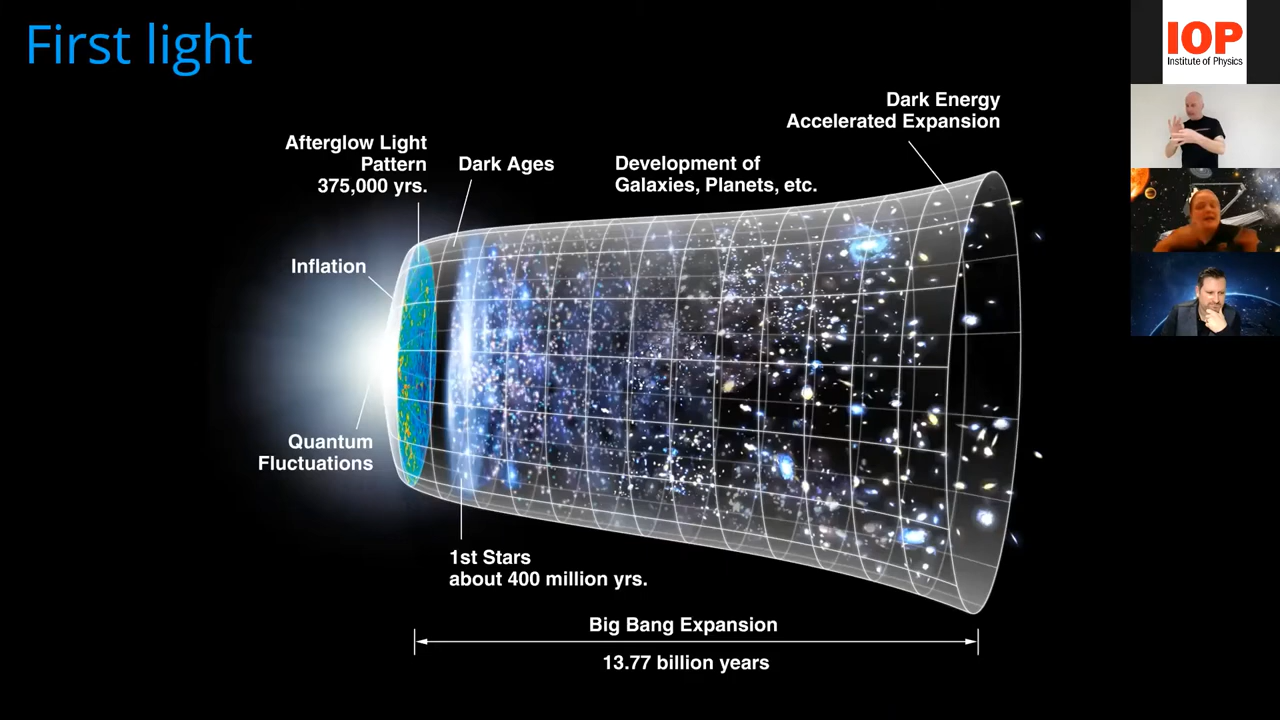 First light
IOP
Institute of Physics
Dark Energy
Accelerated Expansion
Afterglow Light
Pattern
375,000 yrs.
Dark Ages
Development of
Galaxies, Planets, etc.
Inflation
Quantum
Fluctuations
1st Stars
about 400 million yrs.
Big Bang Expansion
13.77 billion years